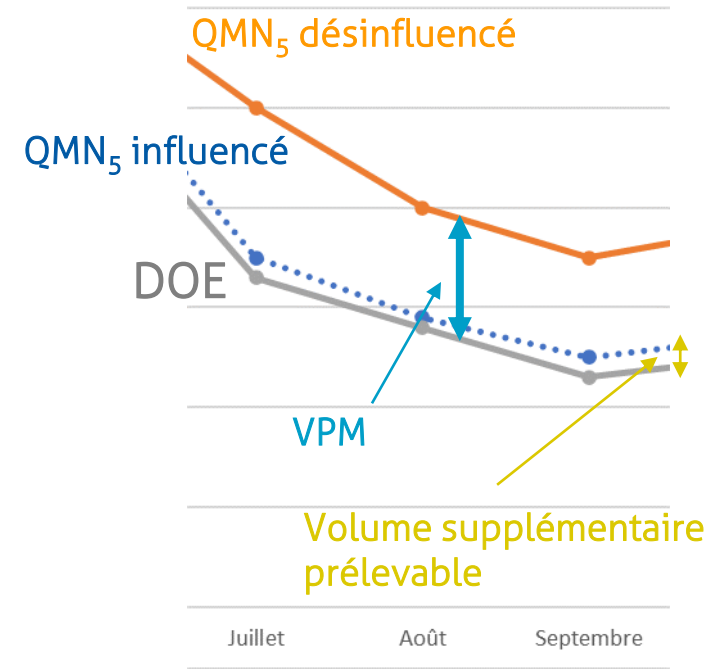 QMN5 désinfluencé
QMN5 influencé
DOE
VPM
Volume supplémentaire
prélevable
Juillet Août Septembre